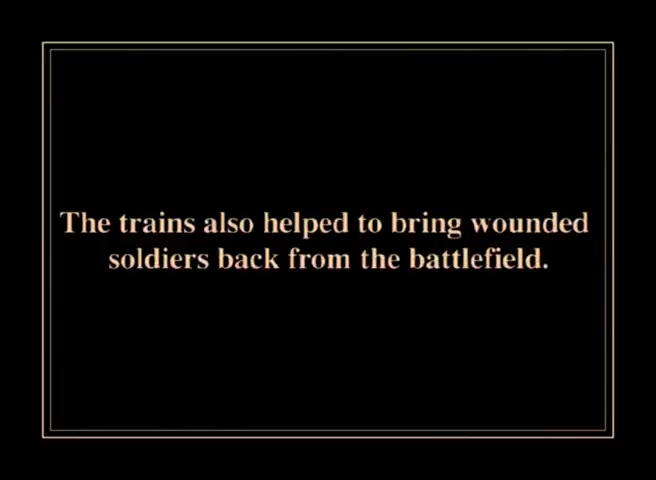 The trains also helped to bring wounded
soldiers back from the battlefield.